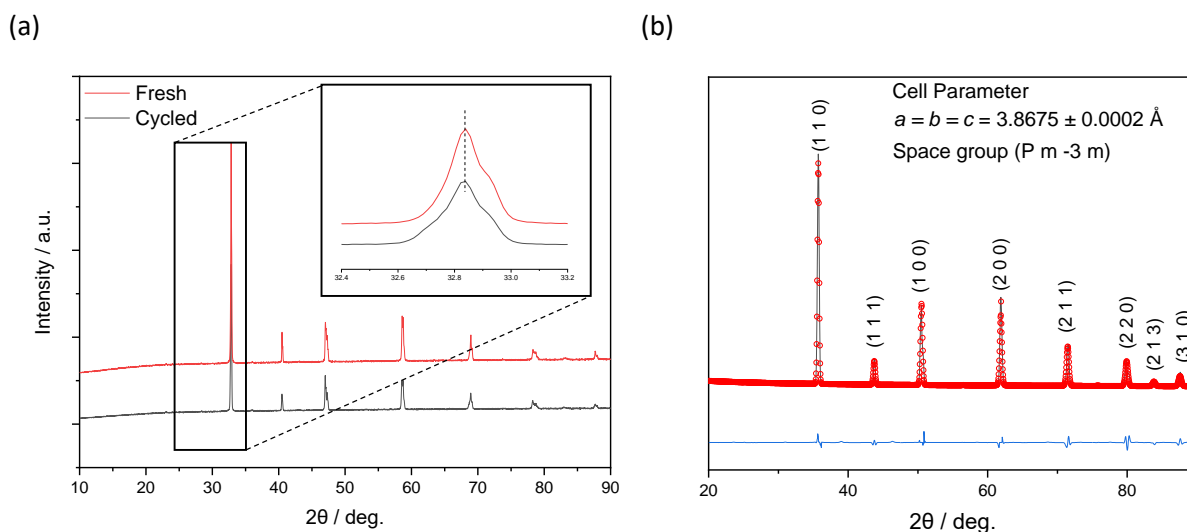 (a)
Fresh
Cycled
32.4 32.6 32.8 33.0 33.2
Intensity / a.u.
10 20 30 40 50 60 70 80 90
2θ / deg.
(b)
Cell Parameter
a = b = c = 3.8675 ± 0.0002 Å
Space group (P m -3 m)
(1 1 0)
(1 1 1)
(1 0 0)
(2 0 0)
(2 1 1)
(2 2 0)
(2 1 3)
(3 1 0)
20 40 60 80
2θ / deg.